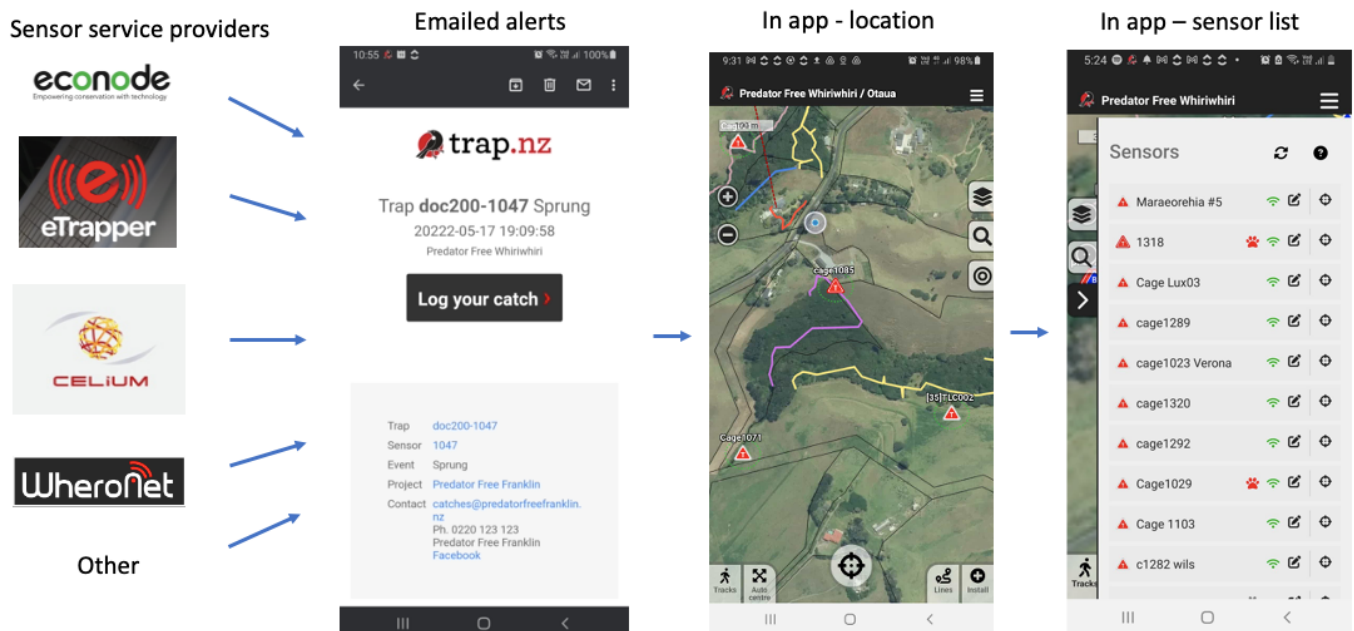 Sensor service providers
Emailed alerts
In app - location
In app – sensor list
econode
Empowering conservation with technology
eTrapper
CELiUM
WheroNet
Other
10:55
100%
trap.nz
Trap doc200-1047 Sprung
20222-05-17 19:09:58
Predator Free Whiriwhiri
Log your catch ›
Trap doc200-1047
Sensor 1047
Event Sprung
Project Predator Free Franklin
Contact catches@predatorfreefranklin.
nz
Ph. 0220 123 123
Predator Free Franklin
Facebook
9:31
98%
Predator Free Whiriwhiri / Otaua
100 m
cage1085
[35]TLC002
Cage1071
Tracks
Auto
centre
Lines
Install
5:24
Predator Free Whiriwhiri
Sensors
Maraeorehia #5
1318
Cage Lux03
cage1289
cage1023 Verona
cage1320
cage1292
Cage1029
Cage 1103
c1282 wils
Tracks